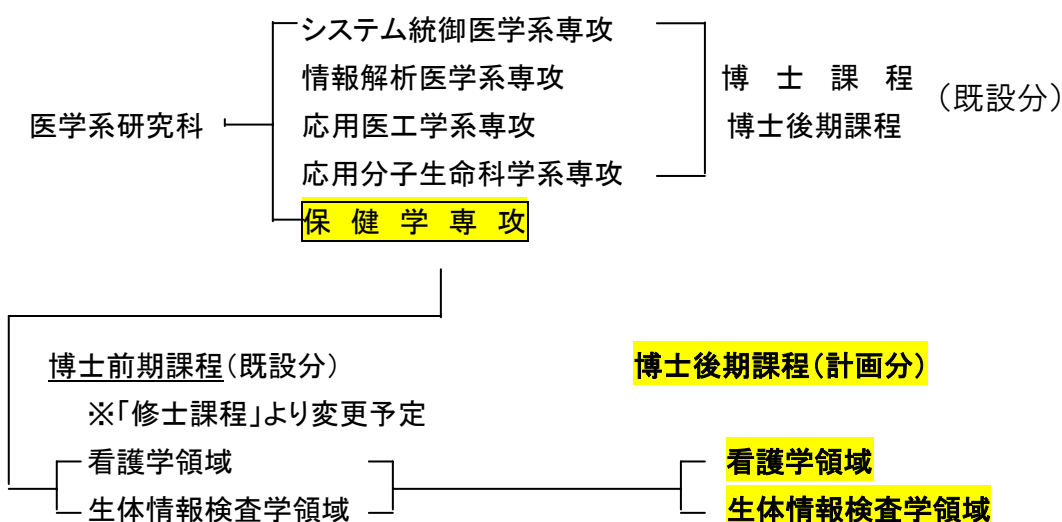 システム統御医学系専攻
情報解析医学系専攻
博士課程
(既設分)
医学系研究科
応用医工学系専攻
博士後期課程
応用分子生命科学系専攻
保健学専攻
博士前期課程(既設分)
博士後期課程(計画分)
※「修士課程」より変更予定
看護学領域
看護学領域
生体情報検査学領域
生体情報検査学領域